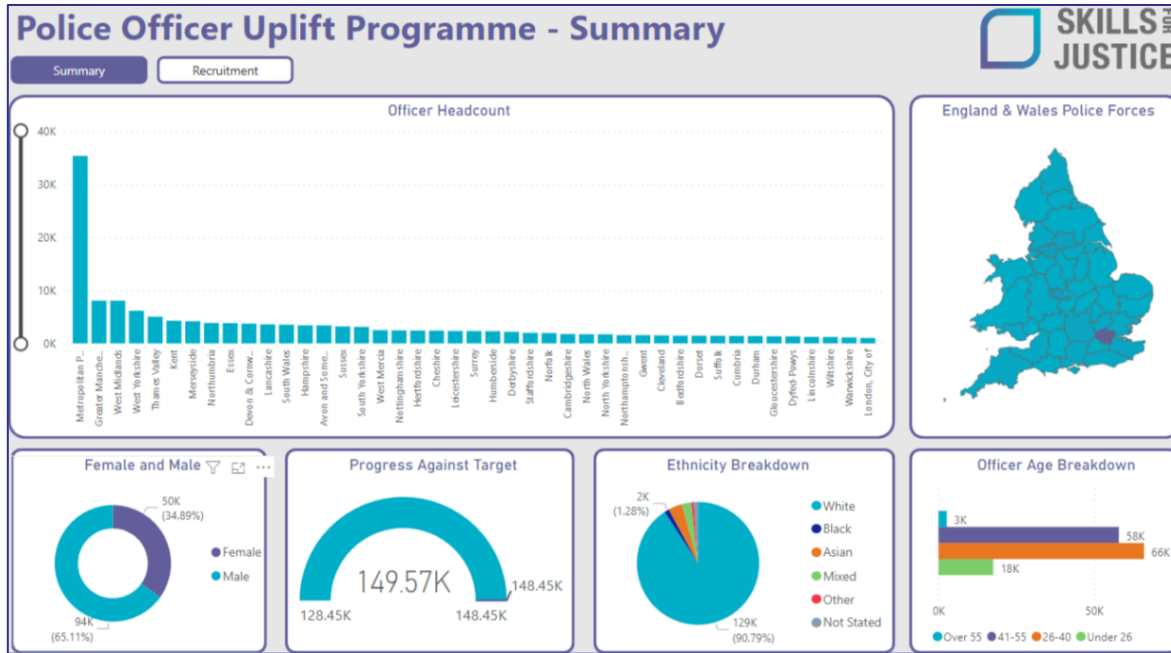 Police Officer Uplift Programme - Summary
SKILLS FOR
JUSTICE
Summary
Recruitment
Officer Headcount
40K
30K
20K
10K
0K
Metropolitan P...
Greater Manche...
West Midlands
West Yorkshire
Thames Valley
Kent
Merseyside
Northumbria
Essex
Devon & Cornw...
Lancashire
South Wales
Hampshire
Avon and Some...
Sussex
South Yorkshire
West Mercia
Nottinghamshire
Hertfordshire
Cheshire
Leicestershire
Surrey
Humberside
Derbyshire
Staffordshire
Norfolk
Cambridgeshire
North Wales
North Yorkshire
Northamptonsh...
Gwent
Cleveland
Bedfordshire
Dorset
Suffolk
Cumbria
Durham
Gloucestershire
Dyfed-Powys
Lincolnshire
Wiltshire
Warwickshire
London, City of
England & Wales Police Forces
Female and Male
50K
(34.89%)
Female
Male
94K
(65.11%)
Progress Against Target
149.57K
148.45K
128.45K
148.45K
Ethnicity Breakdown
2K
(1.28%)
129K
(90.79%)
White
Black
Asian
Mixed
Other
Not Stated
Officer Age Breakdown
3K
58K
66K
18K
0K
50K
Over 55
41-55
26-40
Under 26